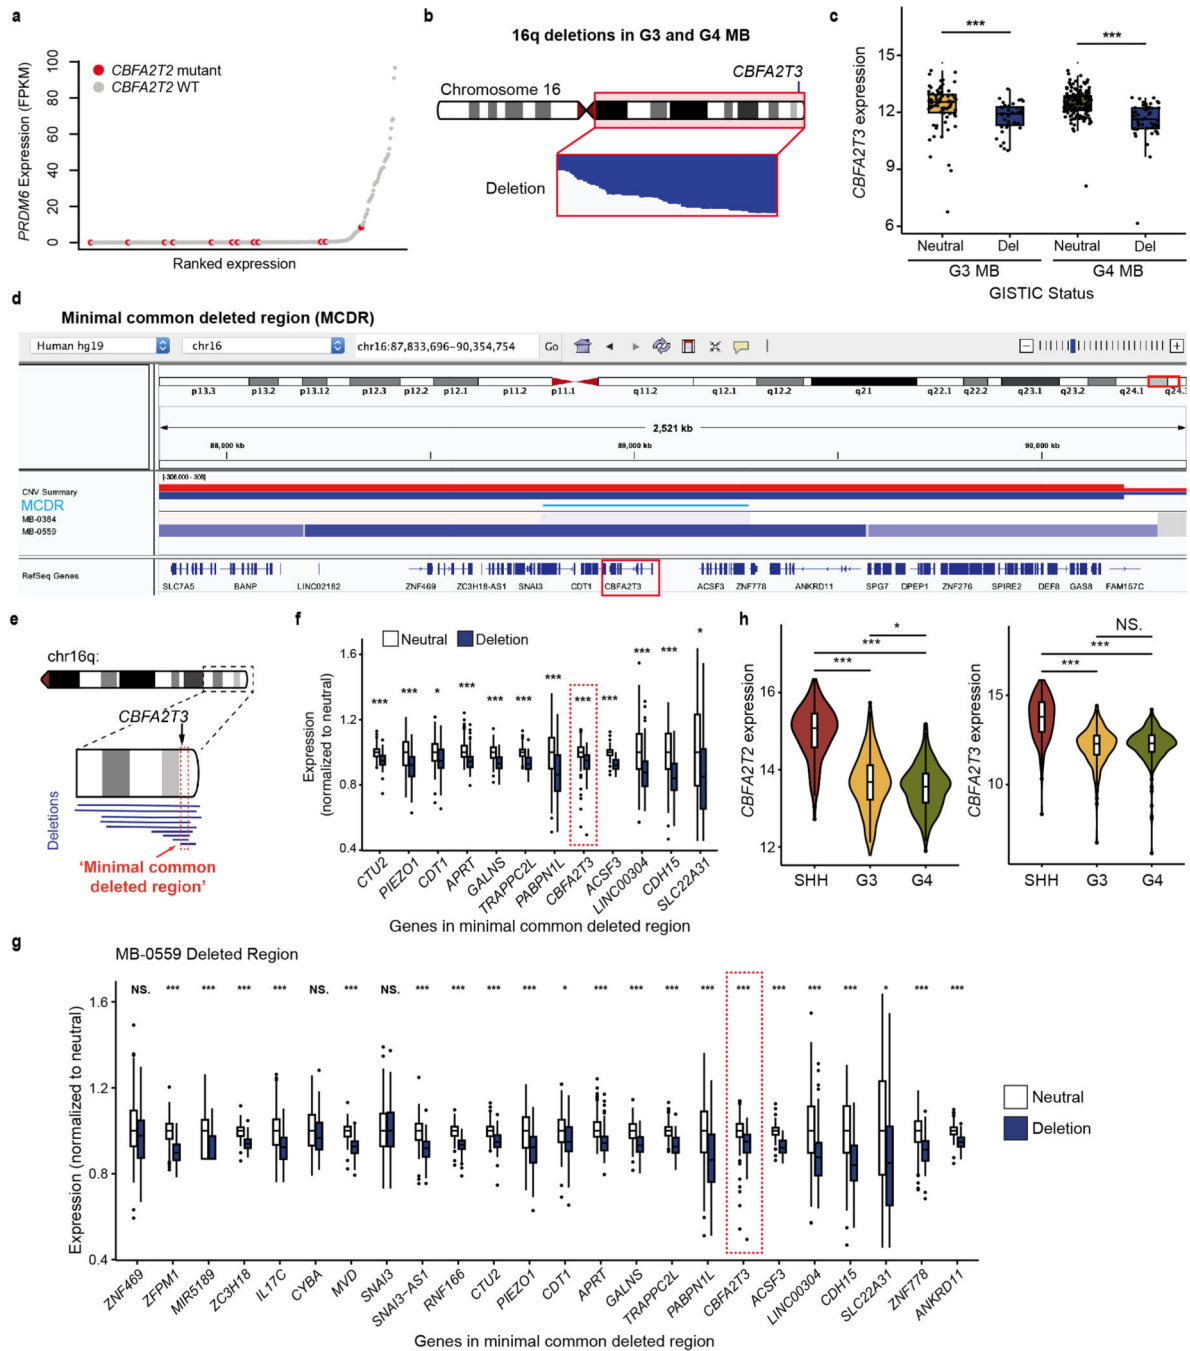 a
PRDM6 Expression (FPKM)
100
80
60
40
20
0
CBFA2T2 mutant
CBFA2T2 WT
Ranked expression
b
16q deletions in G3 and G4 MB
CBFA2T3
Chromosome 16
Deletion
c
CBFA2T3 expression
15
12
9
6
***
***
Neutral Del Neutral Del
G3 MB G4 MB
GISTIC Status
d
Minimal common deleted region (MCDR)
Human hg19 chr16 chr16:87,833,696-90,354,754 Go
p13.3 p13.2 p13.12 p12.3 p12.2 p12.1 p11.2 p11.1 q11.2 q12.1 q12.2 q21 q22.1 q22.2 q23.1 q23.2 q24.1 q24.3
2,521 kb
88,000 kb 89,000 kb 90,000 kb
[-306.000 - 306]
CNV Summary
MCDR
MB-0364
MB-0559
RefSeq Genes
SLC7A5 BANP LINC02182 ZNF469 ZC3H18-AS1 SNAI3 CDT1 CBFA2T3 ACSF3 ZNF778 ANKRD11 SPG7 DPEP1 ZNF276 SPIRE2 DEF8 GAS8 FAM157C
e
chr16q:
CBFA2T3
Deletions
'Minimal common
deleted region'
f
Neutral Deletion
Expression
(normalized to neutral)
1.6
1.2
0.8
0.4
*** *** * *** *** *** *** *** *** *** *** *
CTU2 PIEZO1 CDT1 APRT GALNS TRAPPC2L PABPN1L CBFA2T3 ACSF3 LINC00304 CDH15 SLC22A31
Genes in minimal common deleted region
h
CBFA2T2 expression
16
14
12
*
***
***
SHH G3 G4
CBFA2T3 expression
15
10
NS.
***
***
SHH G3 G4
g
MB-0559 Deleted Region
Expression (normalized to neutral)
1.6
1.2
0.8
0.4
NS. *** *** *** *** NS. *** NS. *** *** *** *** * *** *** *** *** *** *** *** *** * *** ***
ZNF469 ZFPM1 MIR5189 ZC3H18 IL17C CYBA MVD SNAI3 SNAI3-AS1 RNF166 CTU2 PIEZO1 CDT1 APRT GALNS TRAPPC2L PABPN1L CBFA2T3 ACSF3 LINC00304 CDH15 SLC22A31 ZNF778 ANKRD11
Genes in minimal common deleted region
Neutral
Deletion